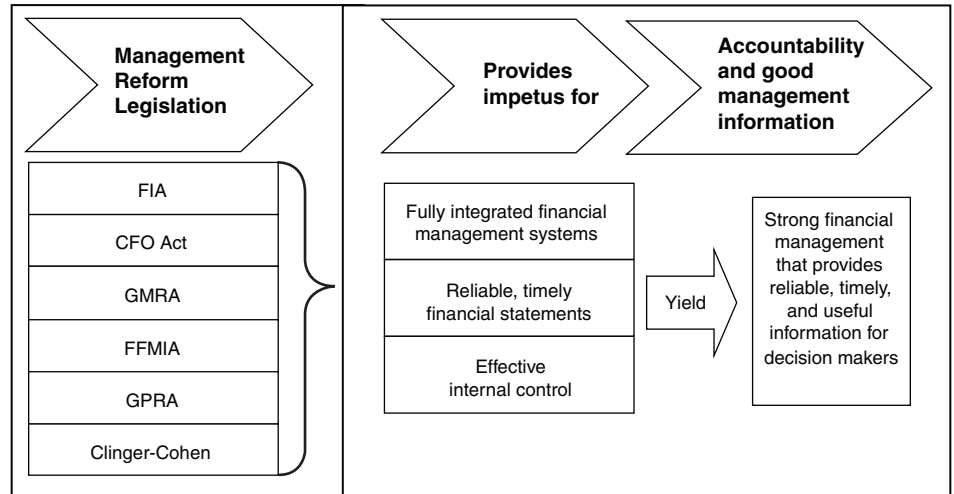 Management
Reform
Legislation
FIA
CFO Act
GMRA
FFMIA
GPRA
Clinger-Cohen
Provides
impetus for
Fully integrated financial
management systems
Reliable, timely
financial statements
Effective
internal control
Yield
Accountability
and good
management
information
Strong financial
management
that provides
reliable, timely,
and useful
information for
decision makers